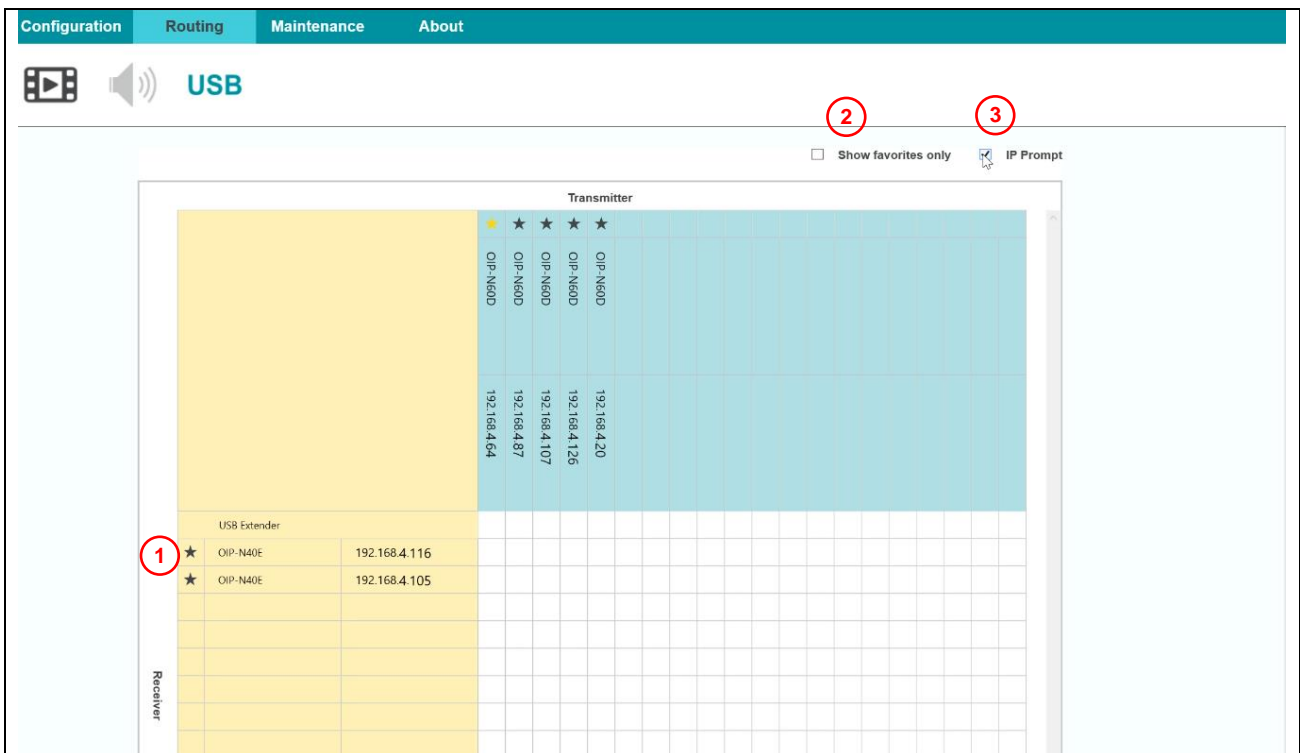 Configuration Routing Maintenance About
USB
2 3
Show favorites only IP Prompt
Transmitter
OIP-N60D OIP-N60D OIP-N60D OIP-N60D OIP-N60D
192.168.4.64 192.168.4.87 192.168.4.107 192.168.4.126 192.168.4.20
USB Extender
1 OIP-N40E 192.168.4.116
OIP-N40E 192.168.4.105
Receiver